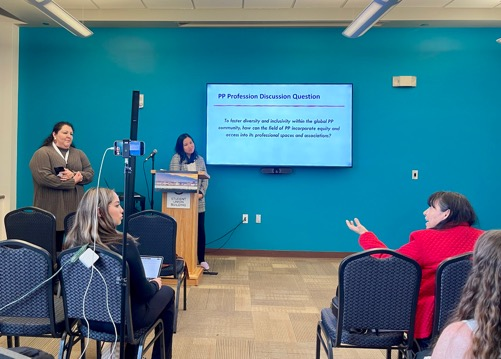 PP Profession Discussion Question
To foster diversity and inclusivity within the global PP
community, how can the field of PP incorporate equity and
access into its professional spaces and associations?
STUDENT
UNION
BUILDING